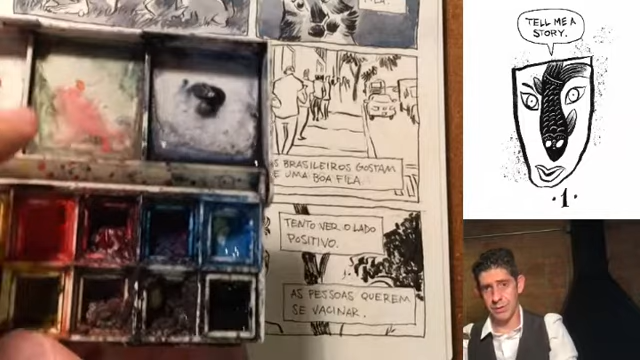 FILA.
OS BRASILEIROS GOSTAM
DE UMA BOA FILA
TENTO VER O LADO
POSITIVO.
AS PESSOAS QUEREM
SE VACINAR.
TELL ME A
STORY.
·1·